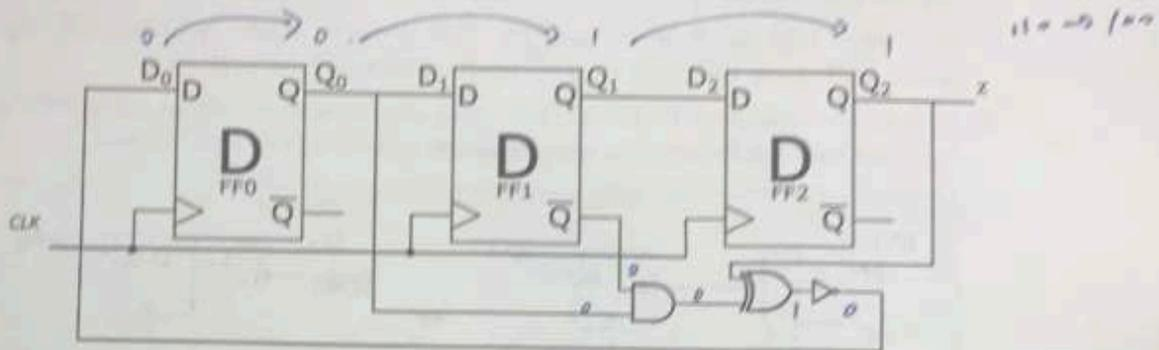 0 0 1 1
D₀ Q₀ D₁ Q₁ D₂ Q₂
D Q D Q D Q z
D D D
FF0 FF1 FF2
CLK Q̅ Q̅ Q̅
0
0 0 1 0